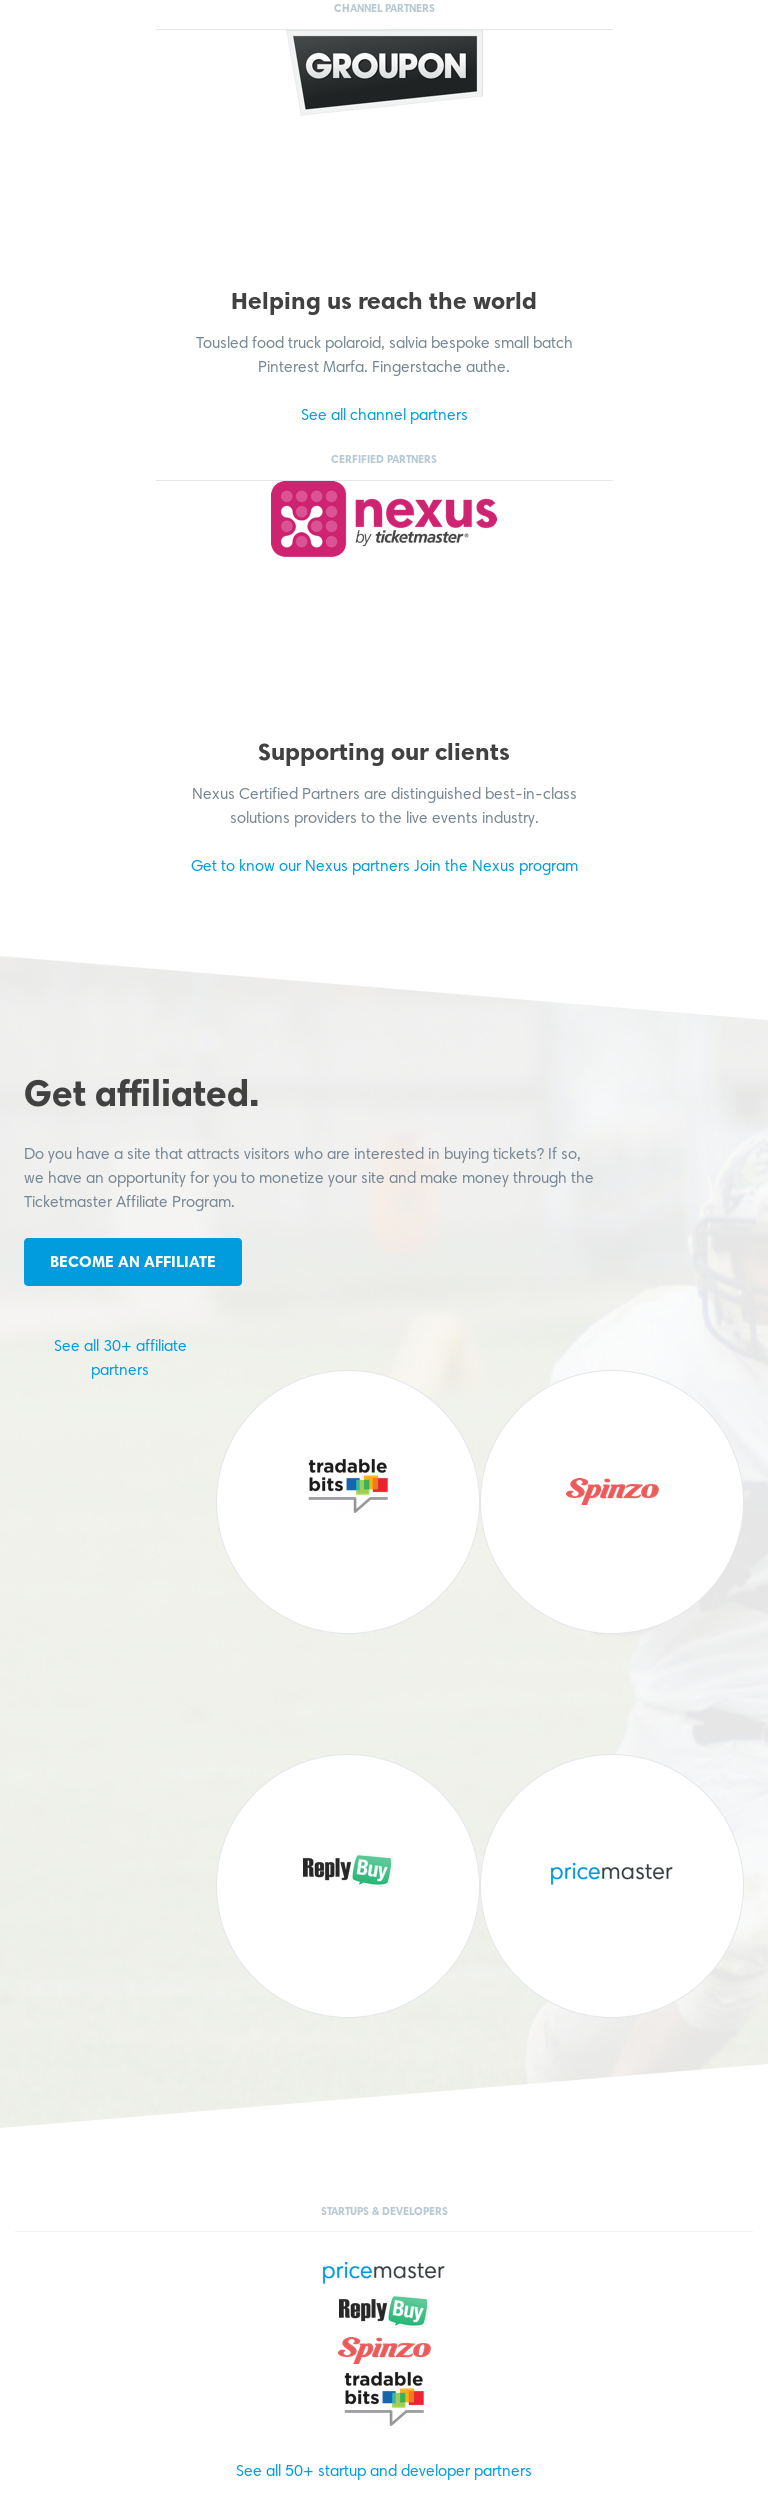 CHANNEL PARTNERS
GROUPON
Helping us reach the world
Tousled food truck polaroid, salvia bespoke small batch
Pinterest Marfa. Fingerstache authe.
See all channel partners
CERFIFIED PARTNERS
nexus
by ticketmaster®
Supporting our clients
Nexus Certified Partners are distinguished best-in-class
solutions providers to the live events industry.
Get to know our Nexus partners Join the Nexus program
Get affiliated.
Do you have a site that attracts visitors who are interested in buying tickets? If so,
we have an opportunity for you to monetize your site and make money through the
Ticketmaster Affiliate Program.
BECOME AN AFFILIATE
See all 30+ affiliate
partners
tradable
bits
Spinzo
Reply Buy
pricemaster
STARTUPS & DEVELOPERS
pricemaster
Reply Buy
Spinzo
tradable
bits
See all 50+ startup and developer partners